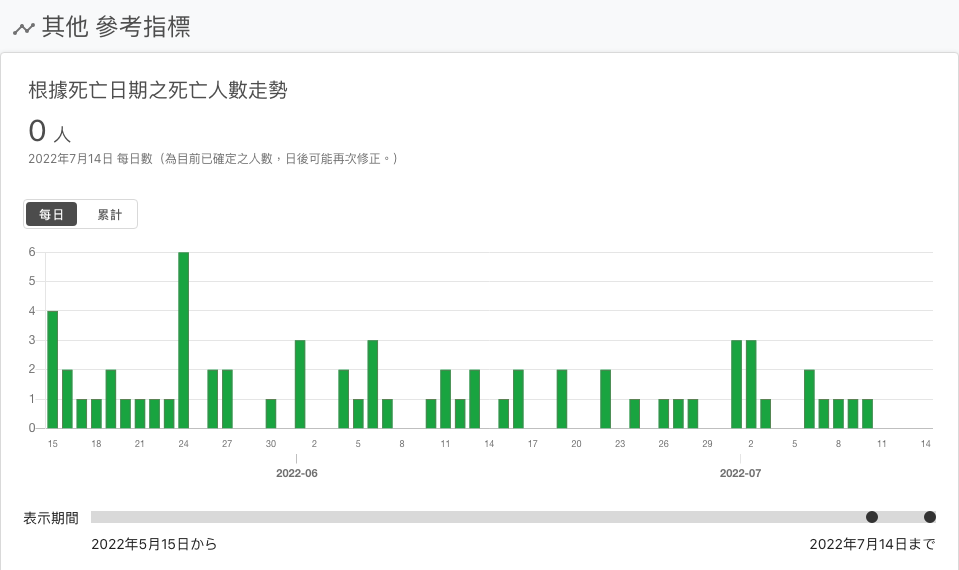 其他 參考指標
根據死亡日期之死亡人數走勢
0 人
2022年7月14日 每日數（為目前已確定之人數，日後可能再次修正。）
每日 累計
6
5
4
3
2
1
0
15 18 21 24 27 30 2 5 8 11 14 17 20 23 26 29 2 5 8 11 14
2022-06 2022-07
表示期間
2022年5月15日から 2022年7月14日まで